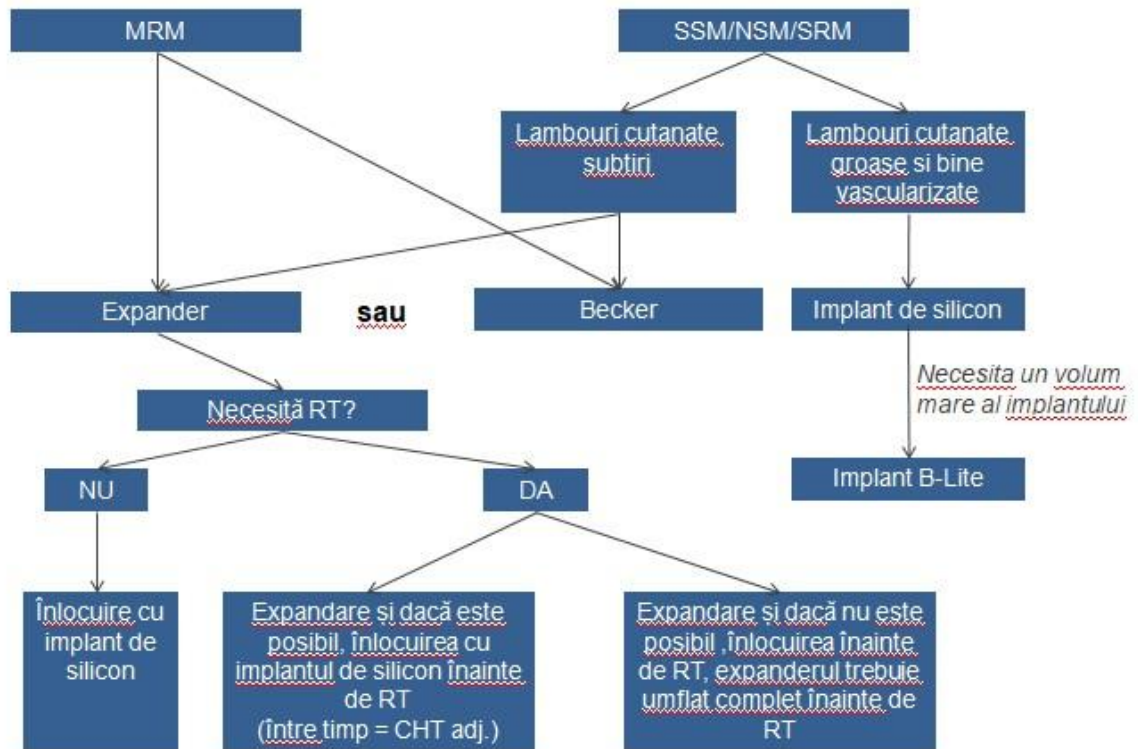 MRM
SSM/NSM/SRM
Lambouri cutanate
subtiri
Lambouri cutanate
groase si bine
vascularizate
Expander
sau
Becker
Implant de silicon
Necesita un volum
mare al implantului
Necesită RT?
Implant B-Lite
NU
DA
Înlocuire cu
implant de
silicon
Expandare și dacă este
posibil, înlocuirea cu
implantul de silicon înainte
de RT
(între timp = CHT adj.)
Expandare și dacă nu este
posibil ,înlocuirea înainte
de RT, expanderul trebuie
umflat complet înainte de
RT